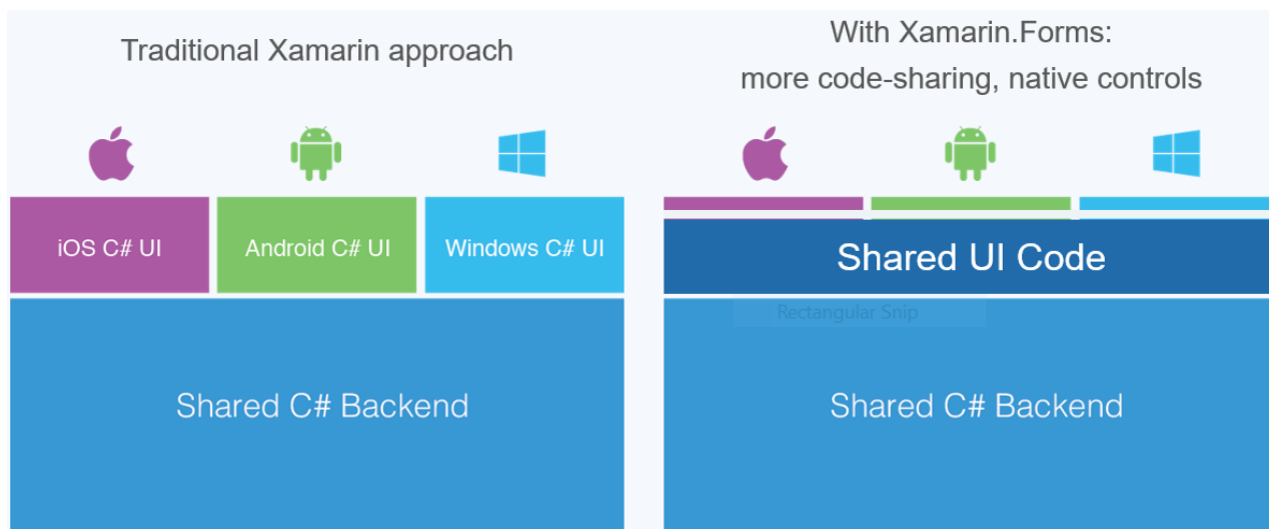 Traditional Xamarin approach
iOS C# UI
Android C# UI
Windows C# UI
Shared C# Backend
With Xamarin.Forms:
more code-sharing, native controls
Shared UI Code
Rectangular Snip
Shared C# Backend